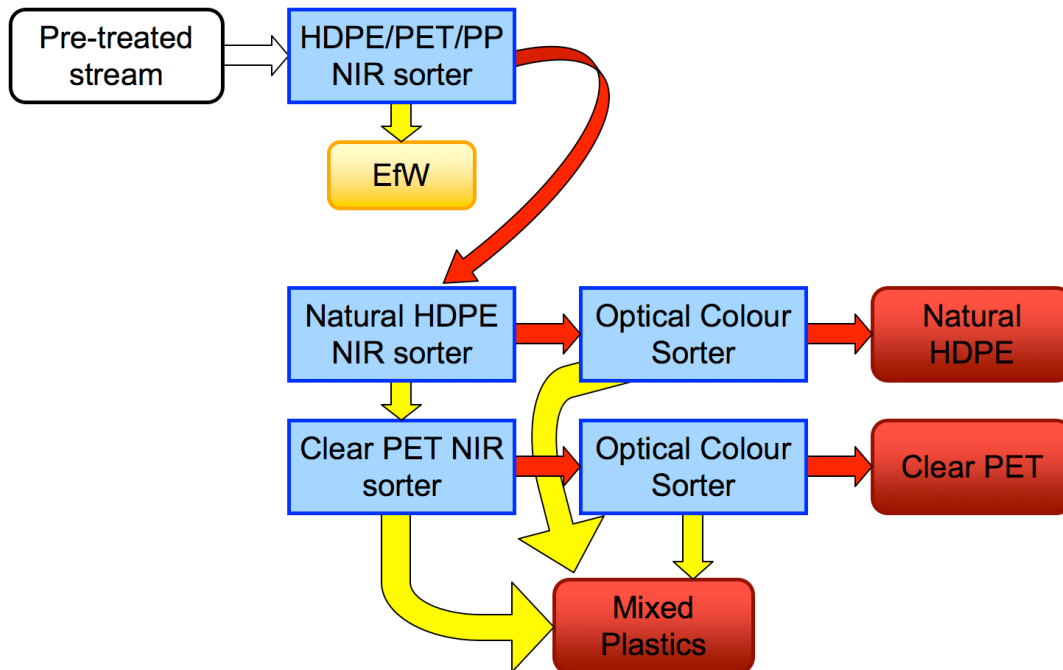 Pre-treated
stream
HDPE/PET/PP
NIR sorter
EfW
Natural HDPE
NIR sorter
Optical Colour
Sorter
Natural
HDPE
Clear PET NIR
sorter
Optical Colour
Sorter
Clear PET
Mixed
Plastics